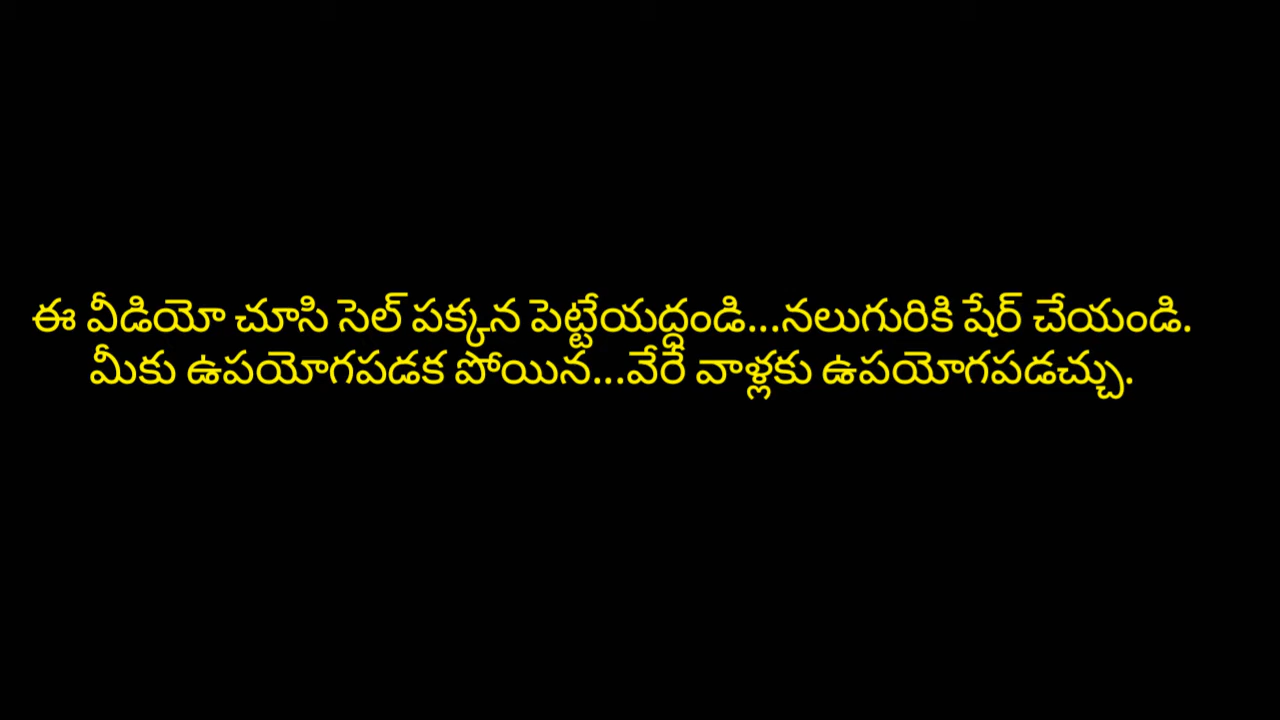 ఈ వీడియో చూసి సెల్ పక్కన పెట్టేయద్ధండి...నలుగురికి షేర్ చేయండి.
మీకు ఉపయోగపడక పోయిన...వేరే వాళ్లకు ఉపయోగపడచ్చు.